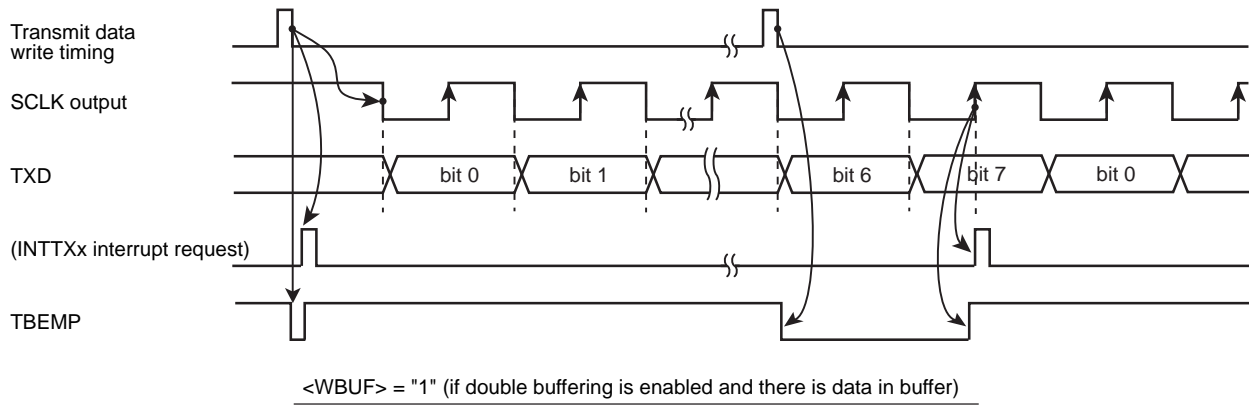 Transmit data
write timing
SCLK output
TXD
bit 0
bit 1
bit 6
bit 7
bit 0
(INTTXx interrupt request)
TBEMP
<WBUF> = "1" (if double buffering is enabled and there is data in buffer)